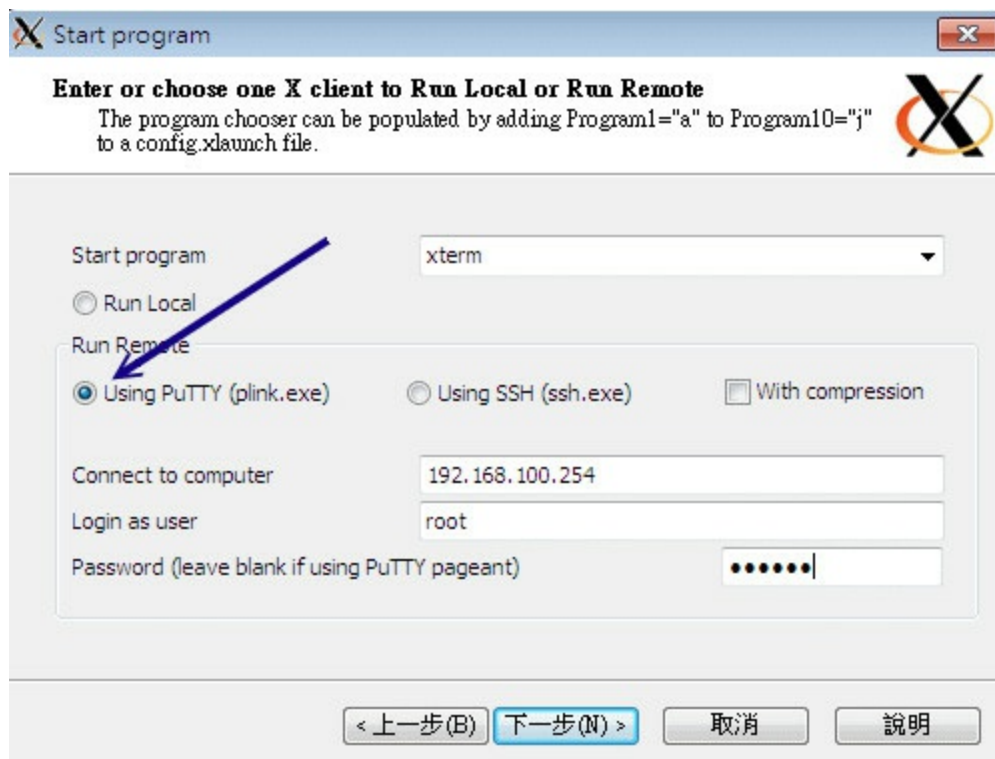 Start program
Enter or choose one X client to Run Local or Run Remote
The program chooser can be populated by adding Program1="a" to Program10="j"
to a config.xlaunch file.
Start program
xterm
Run Local
Run Remote
Using PuTTY (plink.exe)
Using SSH (ssh.exe)
With compression
Connect to computer
192.168.100.254
Login as user
root
Password (leave blank if using PuTTY pageant)
●●●●●●
< 上一步(B)
下一步(N) >
取消
說明